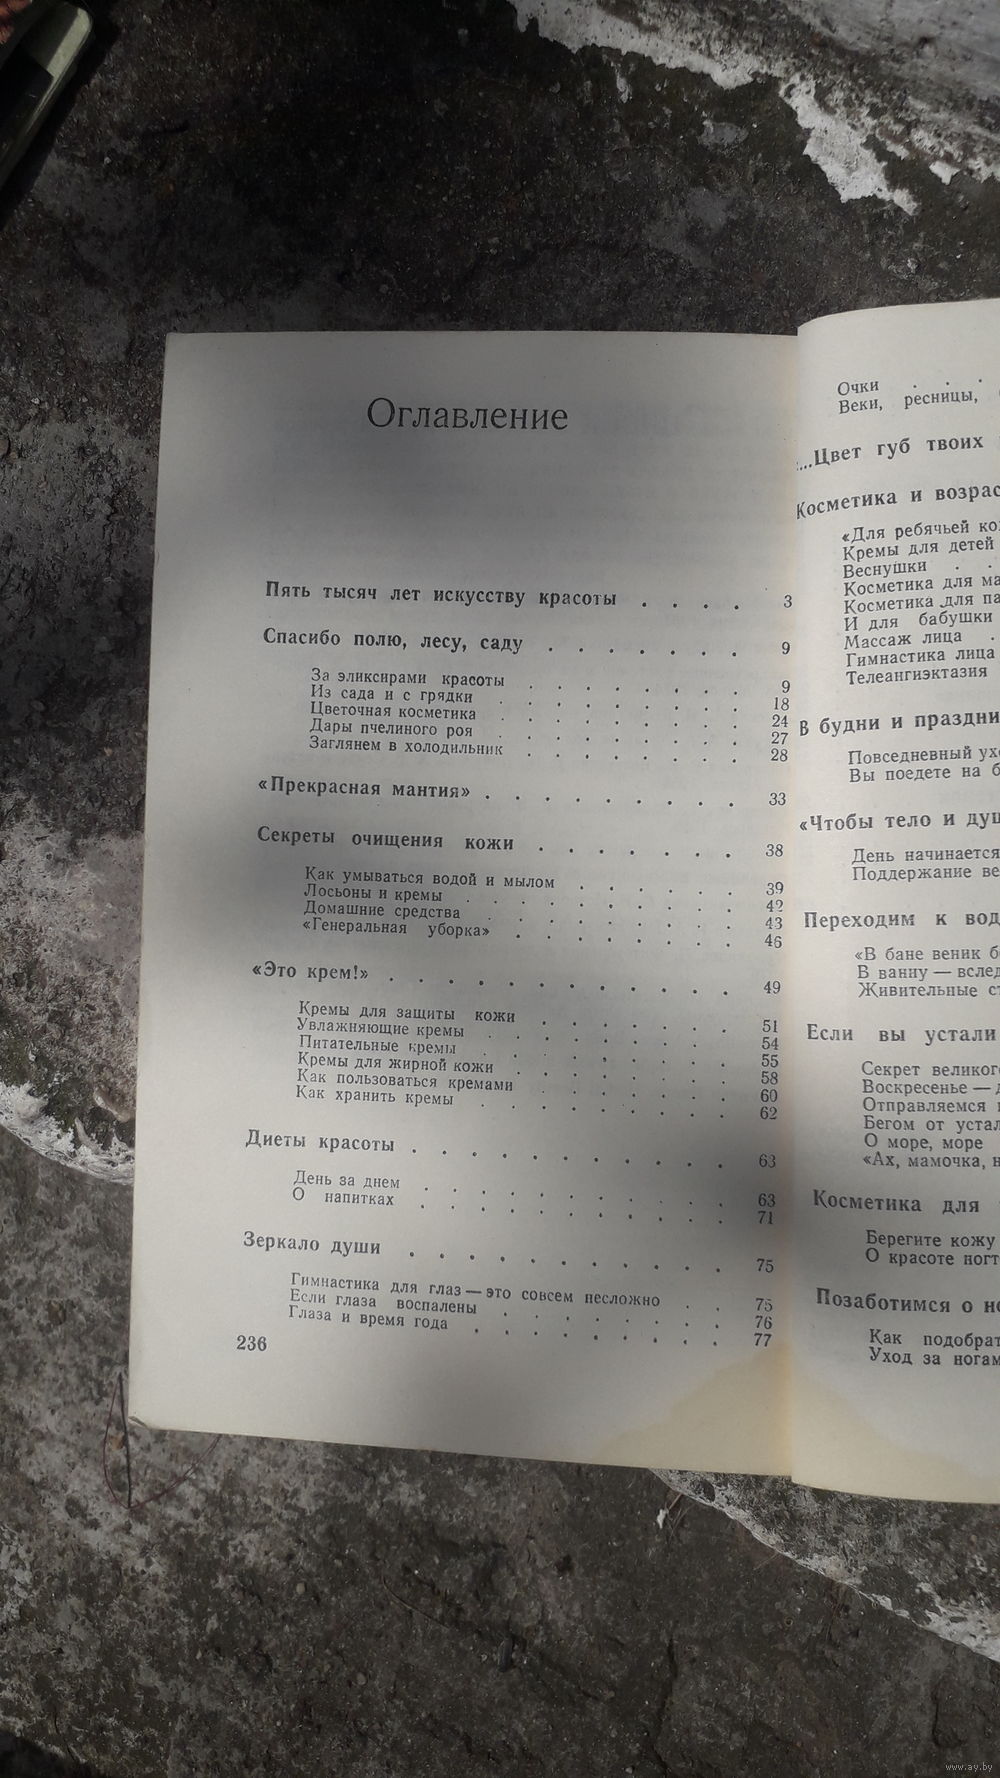 Оглавление
Пять тысяч лет искусству красоты . . . . 3
Спасибо полю, лесу, саду . . . . . . . 9
За эликсирами красоты . . . . . . . . 9
Из сада и с грядки . . . . . . . . . 18
Цветочная косметика . . . . . . . . 24
Дары пчелиного роя . . . . . . . . . 27
Заглянем в холодильник . . . . . . . . 28
«Прекрасная мантия» . . . . . . . . . 33
Секреты очищения кожи . . . . . . . 38
Как умываться водой и мылом . . . . . . 39
Лосьоны и кремы . . . . . . . . . . 42
Домашние средства . . . . . . . . . 43
«Генеральная уборка» . . . . . . . . 46
«Это крем!» . . . . . . . . . . . . 49
Кремы для защиты кожи . . . . . . . 51
Увлажняющие кремы . . . . . . . . . 54
Питательные кремы . . . . . . . . . 55
Кремы для жирной кожи . . . . . . . . 58
Как пользоваться кремами . . . . . . . 60
Как хранить кремы . . . . . . . . . 62
Диеты красоты . . . . . . . . . . . 63
День за днем . . . . . . . . . . . 63
О напитках . . . . . . . . . . . 71
Зеркало души . . . . . . . . . . . 75
Гимнастика для глаз — это совсем несложно . . 75
Если глаза воспалены . . . . . . . . 76
Глаза и время года . . . . . . . . . 77
236
Очки . . .
Веки, ресницы,
«...Цвет губ твоих
Косметика и возрас
«Для ребячьей ко
Кремы для детей
Веснушки . .
Косметика для ма
Косметика для па
И для бабушки
Массаж лица .
Гимнастика лица
Телеангиэктазия
В будни и праздни
Повседневный ухо
Вы поедете на б
«Чтобы тело и душ
День начинается
Поддержание ве
Переходим к вод
«В бане веник б
В ванну — вслед
Живительные ст
Если вы устали
Секрет великог
Воскресенье — д
Отправляемся
Бегом от устал
О море, море
«Ах, мамочка, н
Косметика для
Берегите кожу
О красоте ногт
Позаботимся о но
Как подобрат
Уход за ногам
www.ay.by